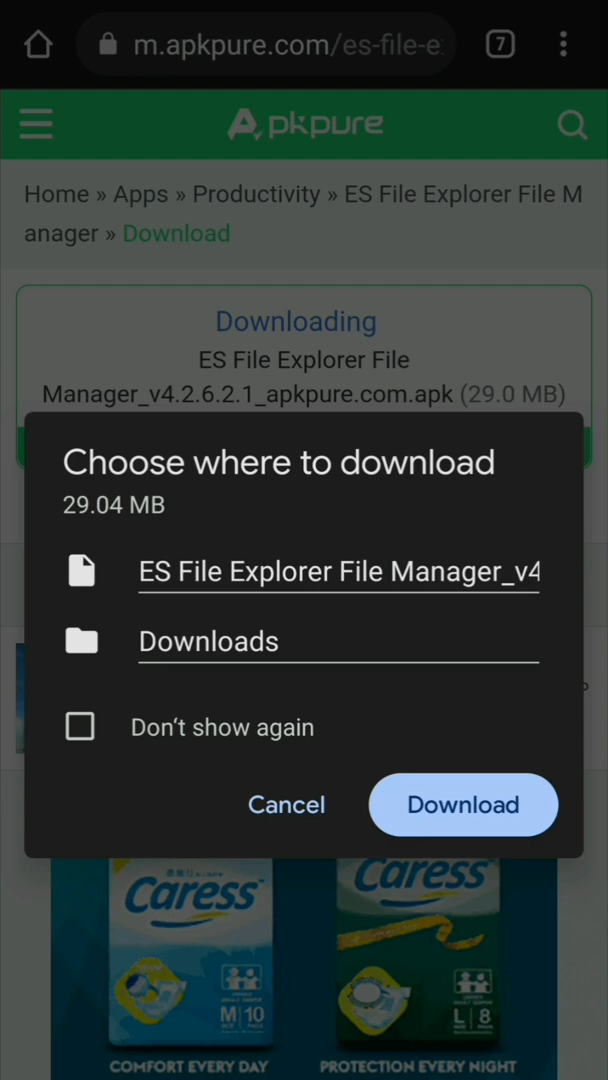 m.apkpure.com/es-file-e
7
Apkpure
Home » Apps » Productivity » ES File Explorer File M
anager » Download
Downloading
ES File Explorer File
Manager_v4.2.6.2.1_apkpure.com.apk (29.0 MB)
Choose where to download
29.04 MB
ES File Explorer File Manager_v4
Downloads
Don‘t show again
Cancel
Download
Caress
Caress
M 10
L 8
COMFORT EVERY DAY
PROTECTION EVERY NIGHT